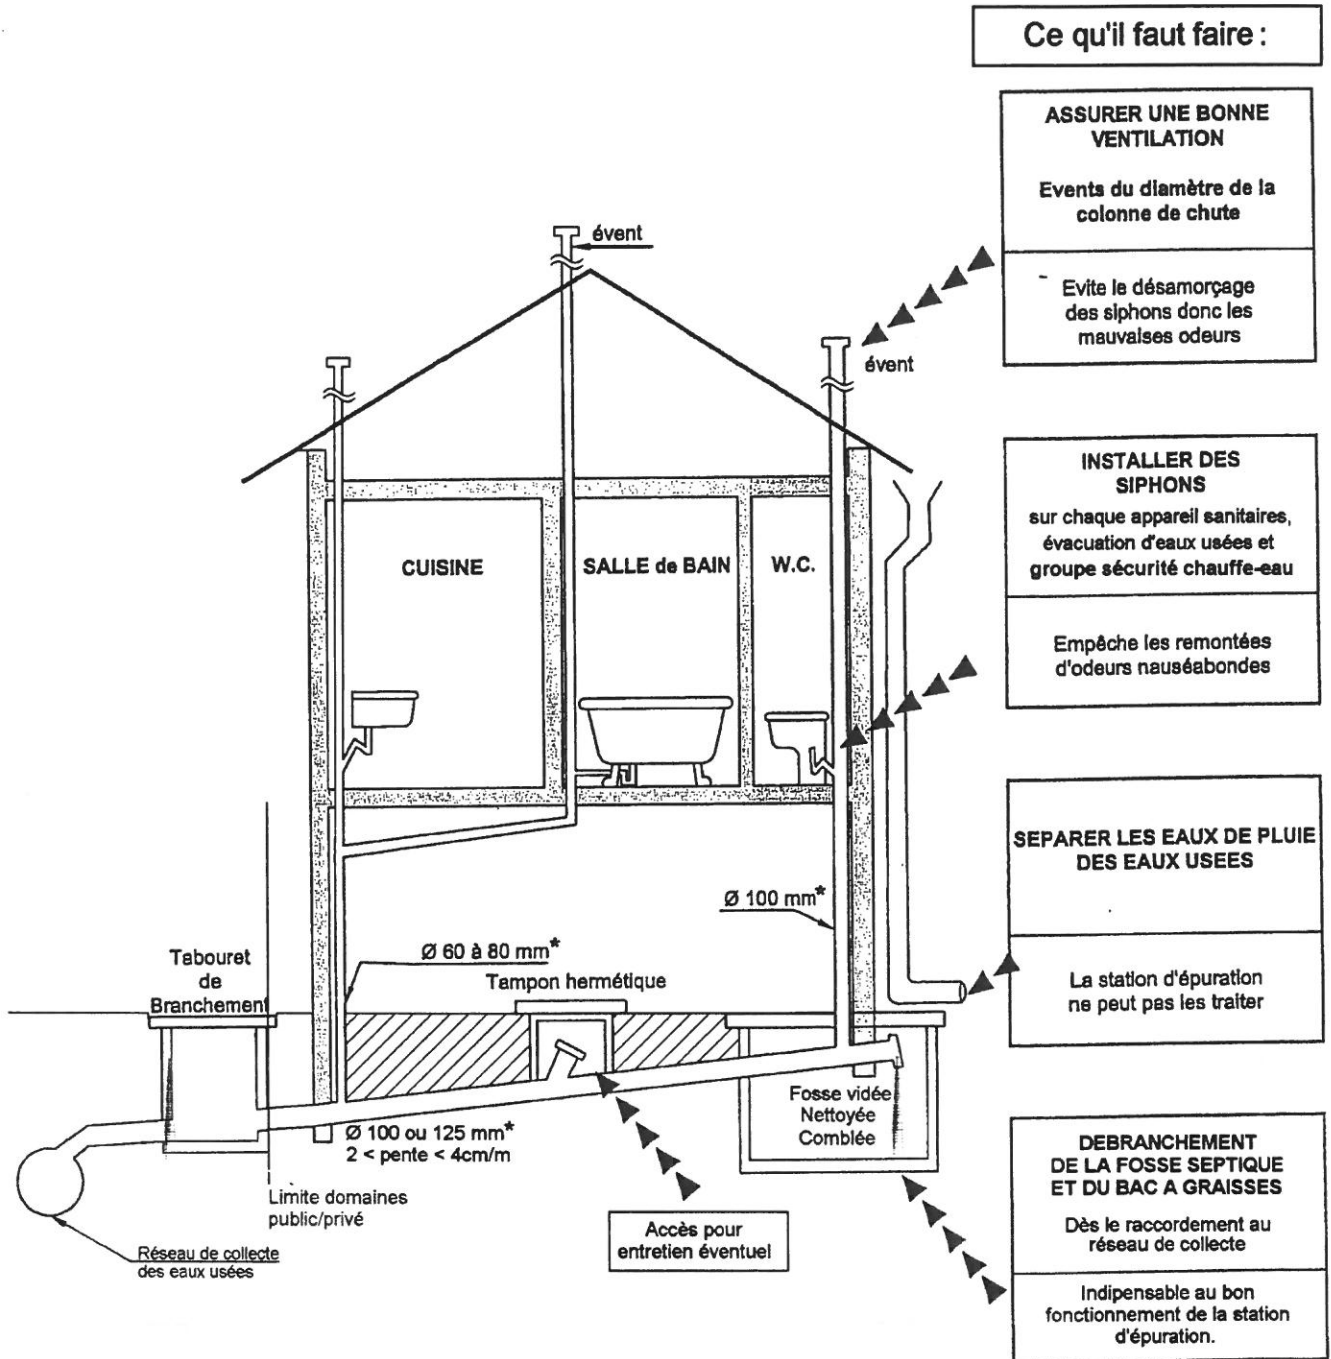 Ce qu'il faut faire :
ASSURER UNE BONNE
VENTILATION
Events du diamètre de la
colonne de chute
Evite le désamorçage
des siphons donc les
mauvaises odeurs
évent
évent
INSTALLER DES
SIPHONS
sur chaque appareil sanitaires,
évacuation d'eaux usées et
groupe sécurité chauffe-eau
Empêche les remontées
d'odeurs nauséabondes
CUISINE
SALLE de BAIN
W.C.
SEPARER LES EAUX DE PLUIE
DES EAUX USEES
La station d'épuration
ne peut pas les traiter
Ø 100 mm*
Ø 60 à 80 mm*
Tabouret
de
Branchement
Tampon hermétique
Fosse vidée
Nettoyée
Comblée
Ø 100 ou 125 mm*
2 < pente < 4cm/m
Limite domaines
public/privé
Réseau de collecte
des eaux usées
Accès pour
entretien éventuel
DEBRANCHEMENT
DE LA FOSSE SEPTIQUE
ET DU BAC A GRAISSES
Dès le raccordement au
réseau de collecte
Indipensable au bon
fonctionnement de la station
d'épuration.